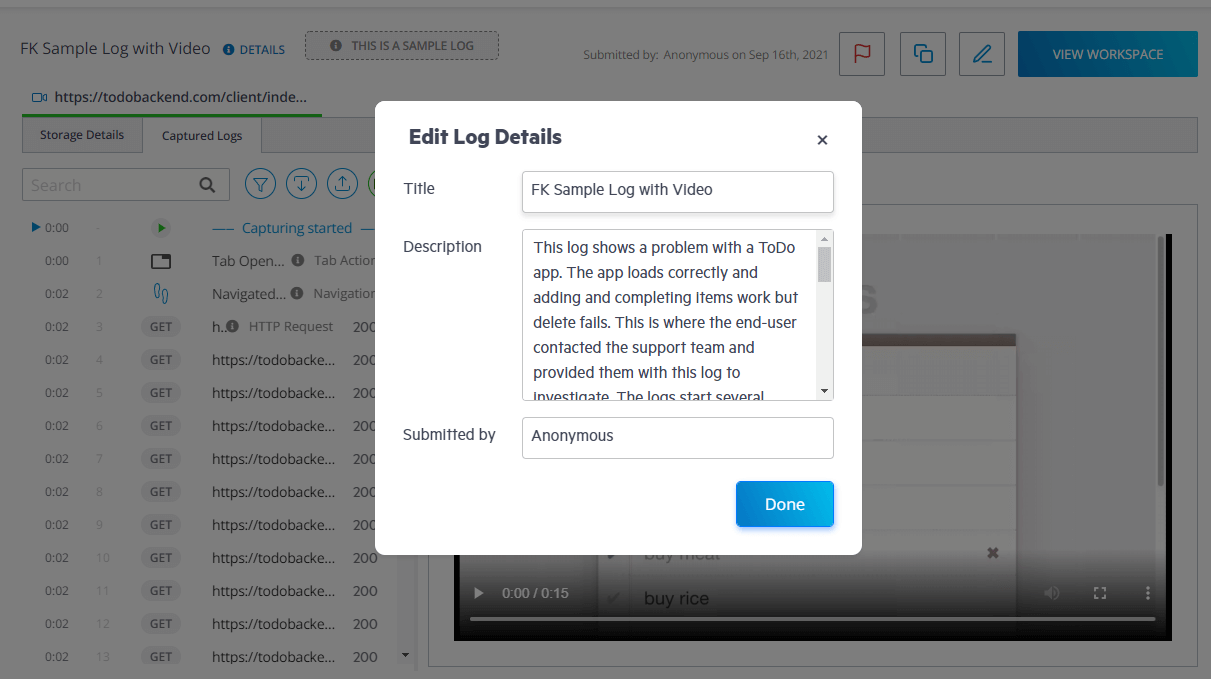 FK Sample Log with Video DETAILS THIS IS A SAMPLE LOG
Submitted by: Anonymous on Sep 16th, 2021
VIEW WORKSPACE
https://todobackend.com/client/inde...
Storage Details Captured Logs
Search
0:00 - Capturing started
0:00 1 Tab Open... Tab Action
0:02 2 Navigated... Navigation
0:02 3 GET h.. HTTP Request 200
0:02 4 GET https://todobacke... 200
0:02 5 GET https://todobacke... 200
0:02 6 GET https://todobacke... 200
0:02 7 GET https://todobacke... 200
0:02 8 GET https://todobacke... 200
0:02 9 GET https://todobacke... 200
0:02 10 GET https://todobacke... 200
0:02 11 GET https://todobacke... 200
0:02 12 GET https://todobacke... 200
0:02 13 GET https://todobacke... 200
Edit Log Details
Title
FK Sample Log with Video
Description
This log shows a problem with a ToDo
app. The app loads correctly and
adding and completing items work but
delete fails. This is where the end-user
contacted the support team and
provided them with this log to
investigate. The logs start several
Submitted by
Anonymous
Done
s
buy meat
buy rice
0:00 / 0:15